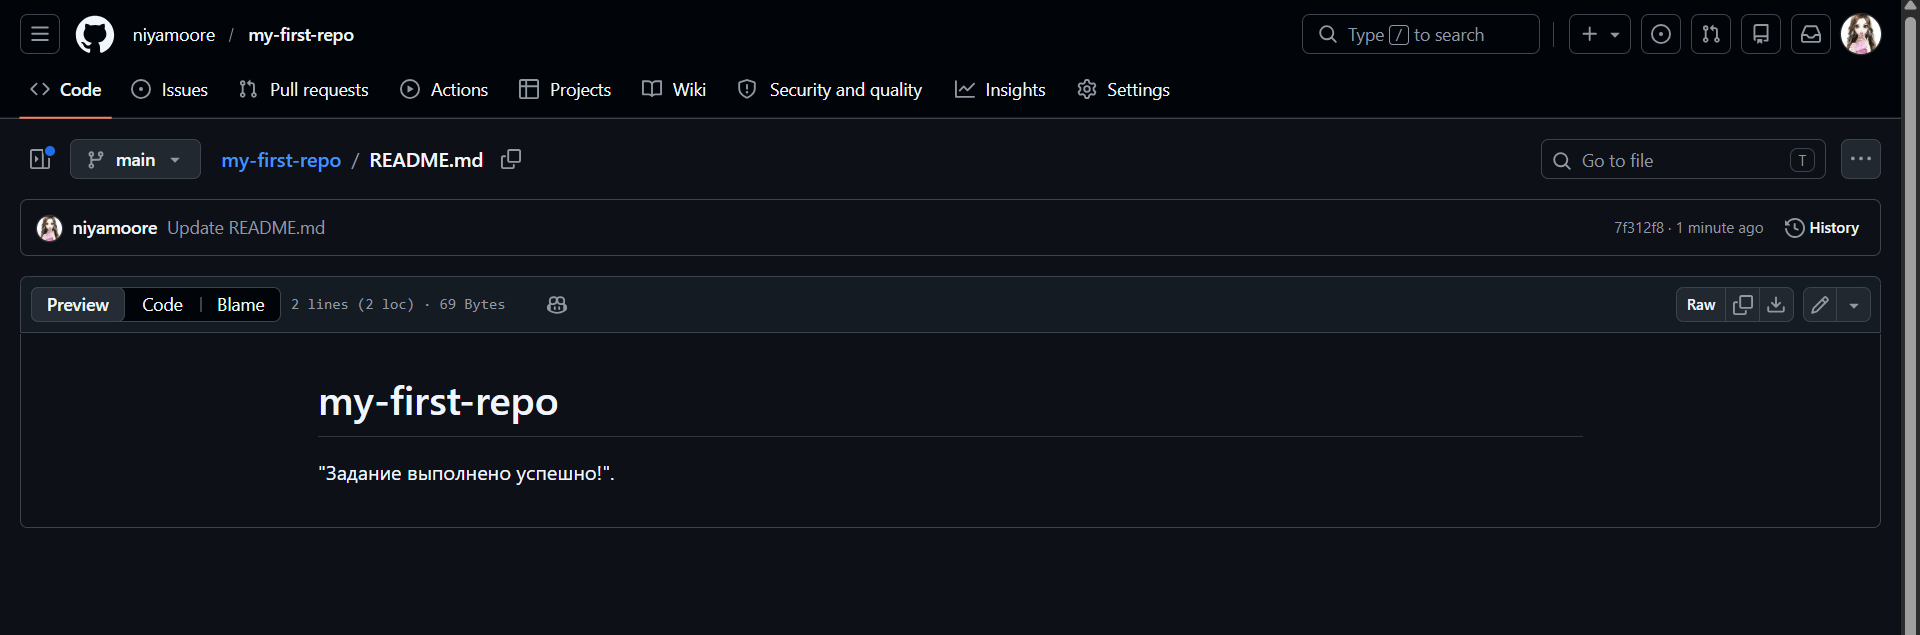 niyamoore / my-first-repo
Type / to search
Code Issues Pull requests Actions Projects Wiki Security and quality Insights Settings
main my-first-repo / README.md
Go to file T
niyamoore Update README.md 7f312f8 · 1 minute ago History
Preview Code Blame 2 lines (2 loc) · 69 Bytes Raw
my-first-repo
"Задание выполнено успешно!".